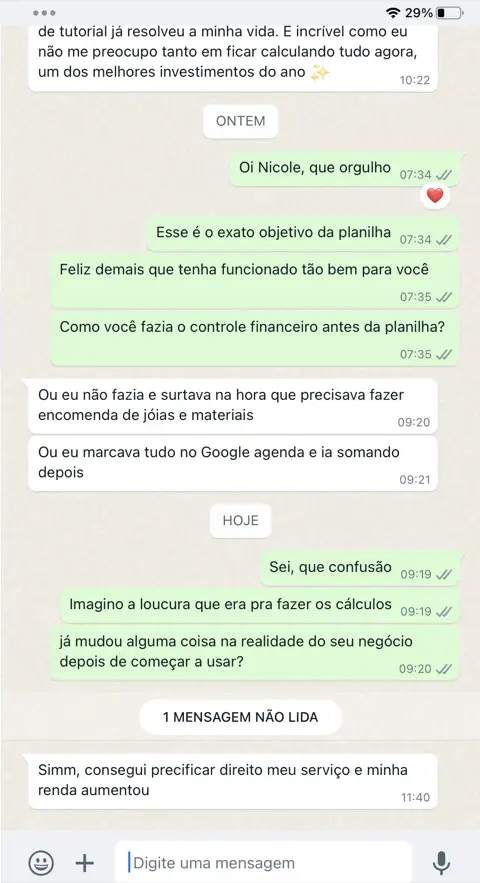 29%
de tutorial já resolveu a minha vida. E incrível como eu
não me preocupo tanto em ficar calculando tudo agora,
um dos melhores investimentos do ano ✨
10:22
ONTEM
Oi Nicole, que orgulho
07:34
Esse é o exato objetivo da planilha
07:34
Feliz demais que tenha funcionado tão bem para você
07:35
Como você fazia o controle financeiro antes da planilha?
07:35
Ou eu não fazia e surtava na hora que precisava fazer
encomenda de jóias e materiais
09:20
Ou eu marcava tudo no Google agenda e ia somando
depois
09:21
HOJE
Sei, que confusão
09:19
Imagino a loucura que era pra fazer os cálculos
09:19
já mudou alguma coisa na realidade do seu negócio
depois de começar a usar?
09:20
1 MENSAGEM NÃO LIDA
Simm, consegui precificar direito meu serviço e minha
renda aumentou
11:40
Digite uma mensagem